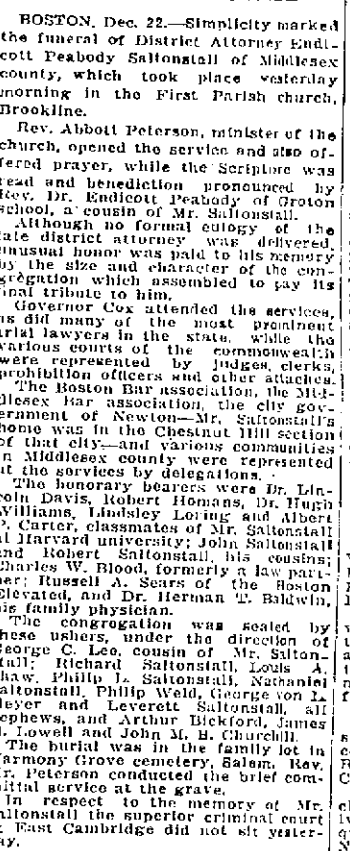 BOSTON, Dec. 22.—Simplicity marked
the funeral of District Attorney Endi-
cott Peabody Saltonstall of Middlesex
county, which took place yesterday
morning in the First Parish church,
Brookline.
Rev. Abbott Peterson, minister of the
church, opened the service and also of-
fered prayer, while the Scripture was
read and benediction pronounced by
Rev. Dr. Endicott Peabody of Groton
school, a cousin of Mr. Saltonstall.
Although no formal eulogy of the
late district attorney was delivered,
unusual honor was paid to his memory
by the size and character of the con-
gregation which assembled to pay its
final tribute to him.
Governor Cox attended the services,
as did many of the most prominent
trial lawyers in the state, while the
various courts of the commonwealth
were represented by judges, clerks,
prohibition officers and other attaches.
The Boston Bar association, the Mid-
dlesex Bar association, the city gov-
ernment of Newton—Mr. Saltonstall's
home was in the Chestnut Hill section
of that city—and various communities
in Middlesex county were represented
at the services by delegations.
The honorary bearers were Dr. Lin-
coln Davis, Robert Homans, Dr. Hugh
Williams, Lindsley Loring and Albert
P. Carter, classmates of Mr. Saltonstall
at Harvard university; John Saltonstall
and Robert Saltonstall, his cousins;
Charles W. Blood, formerly a law part-
ner; Russell A. Sears of the Boston
Elevated, and Dr. Herman T. Baldwin,
his family physician.
The congregation was seated by
these ushers, under the direction of
George C. Lee, cousin of Mr. Salton-
stall: Richard Saltonstall, Louis A.
Shaw, Philip L. Saltonstall, Nathaniel
Saltonstall, Philip Weld, George von L.
Meyer and Leverett Saltonstall, all
nephews, and Arthur Bickford, James
. Lowell and John M. B. Churchill.
The burial was in the family lot in
Harmony Grove cemetery, Salem. Rev.
Mr. Peterson conducted the brief com-
mittal service at the grave.
In respect to the memory of Mr.
Saltonstall the superior criminal court
East Cambridge did not sit yester-
day.